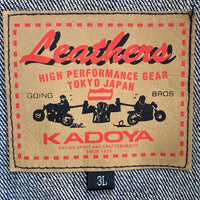 Leathers
HIGH PERFORMANCE GEAR
TOKYO JAPAN
GOING BROS
KADOYA
RACING SPIRIT AND CRAFTSMANSHIP
SINCE 1935
3L